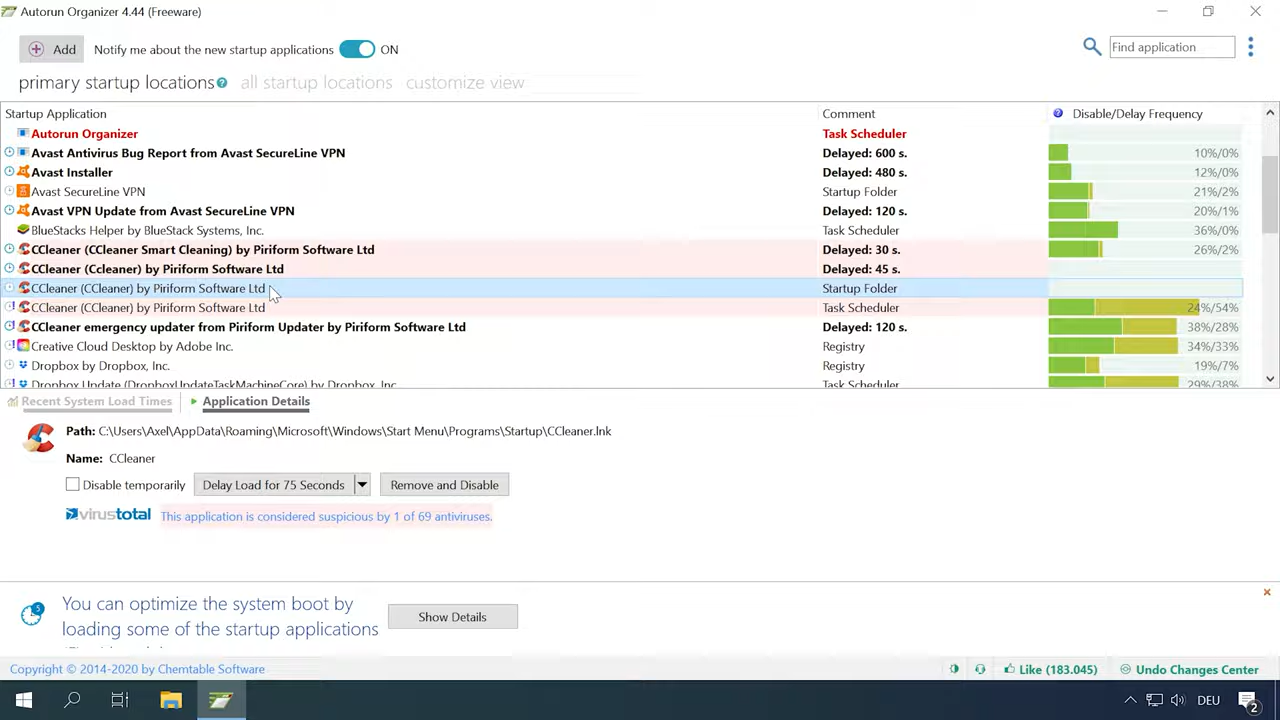 Autorun Organizer 4.44 (Freeware)
Add Notify me about the new startup applications ON Find application
primary startup locations all startup locations customize view
Startup Application Comment Disable/Delay Frequency
Autorun Organizer Task Scheduler
Avast Antivirus Bug Report from Avast SecureLine VPN Delayed: 600 s. 10%/0%
Avast Installer Delayed: 480 s. 12%/0%
Avast SecureLine VPN Startup Folder 21%/2%
Avast VPN Update from Avast SecureLine VPN Delayed: 120 s. 20%/1%
BlueStacks Helper by BlueStack Systems, Inc. Task Scheduler 36%/0%
CCleaner (CCleaner Smart Cleaning) by Piriform Software Ltd Delayed: 30 s. 26%/2%
CCleaner (Ccleaner) by Piriform Software Ltd Delayed: 45 s.
CCleaner (CCleaner) by Piriform Software Ltd Startup Folder
CCleaner (CCleaner) by Piriform Software Ltd Task Scheduler 24%/54%
CCleaner emergency updater from Piriform Updater by Piriform Software Ltd Delayed: 120 s. 38%/28%
Creative Cloud Desktop by Adobe Inc. Registry 34%/33%
Dropbox by Dropbox, Inc. Registry 19%/7%
Dropbox Update (DropboxUpdateTaskMachineCore) by Dropbox, Inc. Task Scheduler 29%/38%
Recent System Load Times Application Details
Path: C:\Users\Axel\AppData\Roaming\Microsoft\Windows\Start Menu\Programs\Startup\CCleaner.lnk
Name: CCleaner
Disable temporarily Delay Load for 75 Seconds Remove and Disable
virustotal This application is considered suspicious by 1 of 69 antiviruses.
You can optimize the system boot by
loading some of the startup applications
Show Details
Copyright © 2014-2020 by Chemtable Software Like (183.045) Undo Changes Center
DEU 2